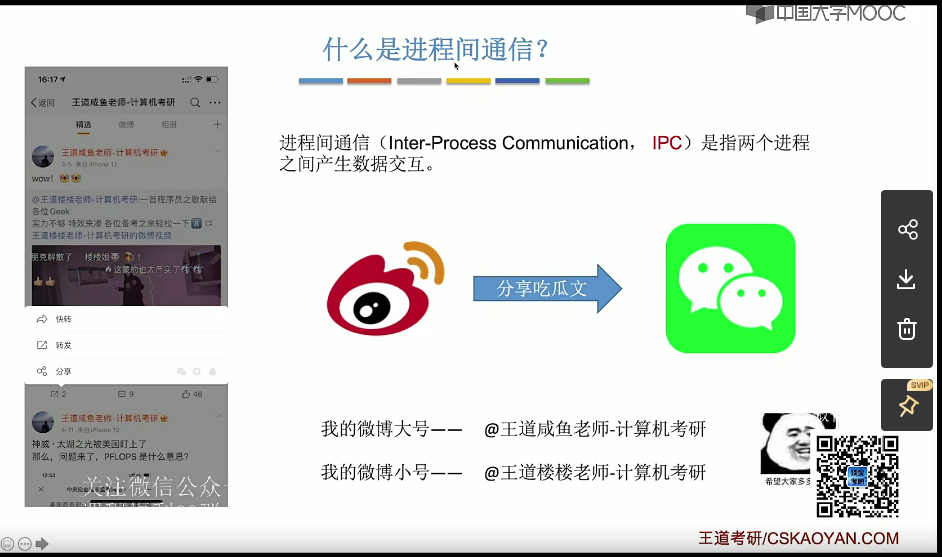 中国大学MOOC
什么是进程间通信？
16:17
返回
王道咸鱼老师-计算机考研
精选
微博
相册
王道咸鱼老师-计算机考研
3-5 来自iPhone 12
wow!
@王道楼楼老师-计算机考研:一首程序员之歌献给
各位Geek
实力不够 特效来凑 各位备考之余轻松一下
王道楼楼老师-计算机考研的微博视频
快转
转发
分享
2
9
46
王道咸鱼老师-计算机考研
4-11 来自iPhone 12
神威·太湖之光被美国盯上了
那么，问题来了，PFLOPS 是什么意思？
12:53
关注微信公众
进程间通信（Inter-Process Communication， IPC）是指两个进程
之间产生数据交互。
分享吃瓜文
我的微博大号—— @王道咸鱼老师-计算机考研
我的微博小号—— @王道楼楼老师-计算机考研
希望大家多多
SVIP
王道考研/CSKAOYAN.COM